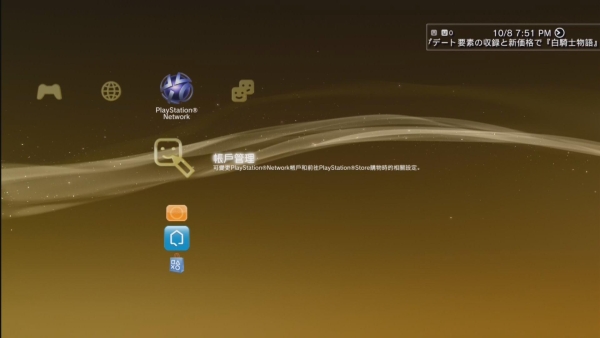 10/8 7:51 PM
『デート要素の収録と新価格で『白騎士物語』
PlayStation®
Network
帳戶管理
可變更PlayStation®Network帳戶和前往PlayStation®Store購物時的相關設定。